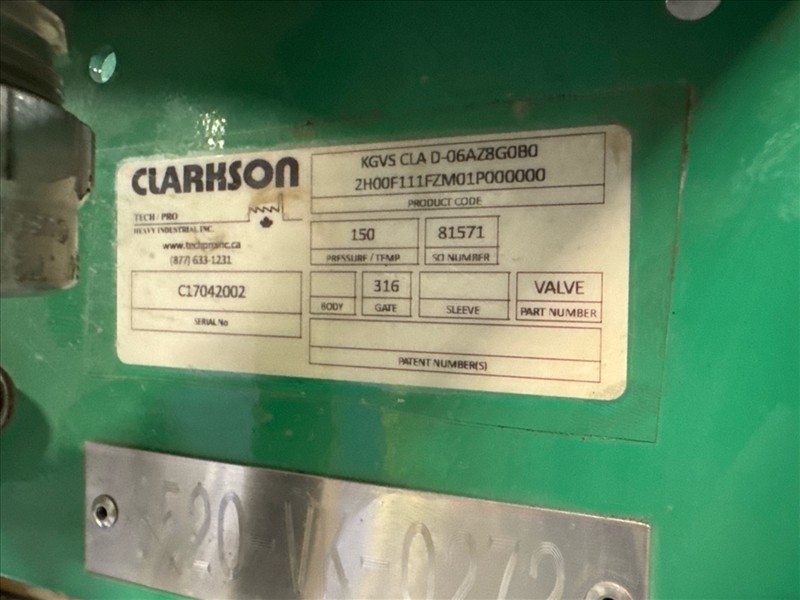 CLARKSON
TECH / PRO
HEAVY INDUSTRIAL INC.
www.techproinc.ca
(877) 633-1231
C17042002
SERIAL No
KGVS CLA D-06AZ8G0B0
2H00F111FZM01P000000
PRODUCT CODE
150
PRESSURE / TEMP
81571
SO NUMBER
BODY
316
GATE
SLEEVE
VALVE
PART NUMBER
PATENT NUMBER(S)